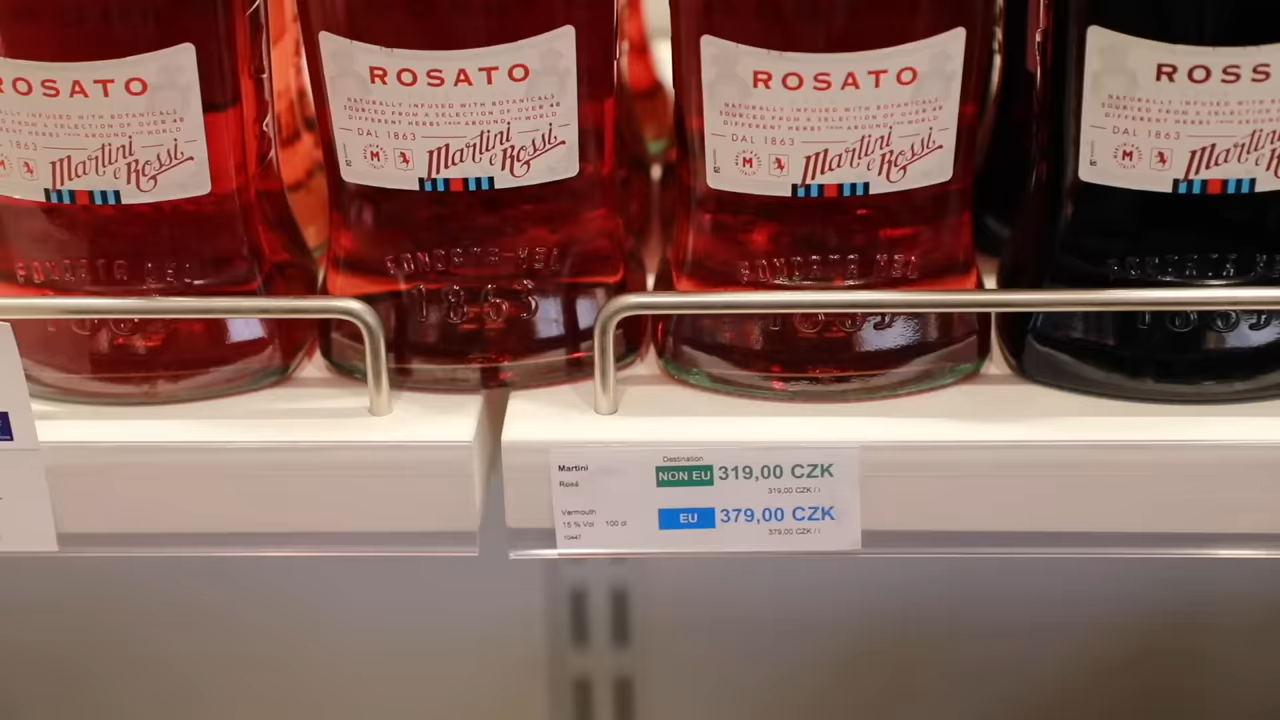 ROSATO
NATURALLY INFUSED WITH BOTANICALS
SOURCED FROM A SELECTION OF OVER 40
DIFFERENT HERBS FROM AROUND THE WORLD
DAL 1863
Martini
e Rossi
1863
ROSATO
NATURALLY INFUSED WITH BOTANICALS
SOURCED FROM A SELECTION OF OVER 40
DIFFERENT HERBS FROM AROUND THE WORLD
DAL 1863
Martini
e Rossi
ROSATO
1863
Martini
e Rossi
ROSS
DAL 1863
Martini
e Rossi
Martini
Rosé
Vermouth
15 % Vol 100 cl
10447
Destination
NON EU 319,00 CZK
319,00 CZK / l
EU 379,00 CZK
379,00 CZK / l